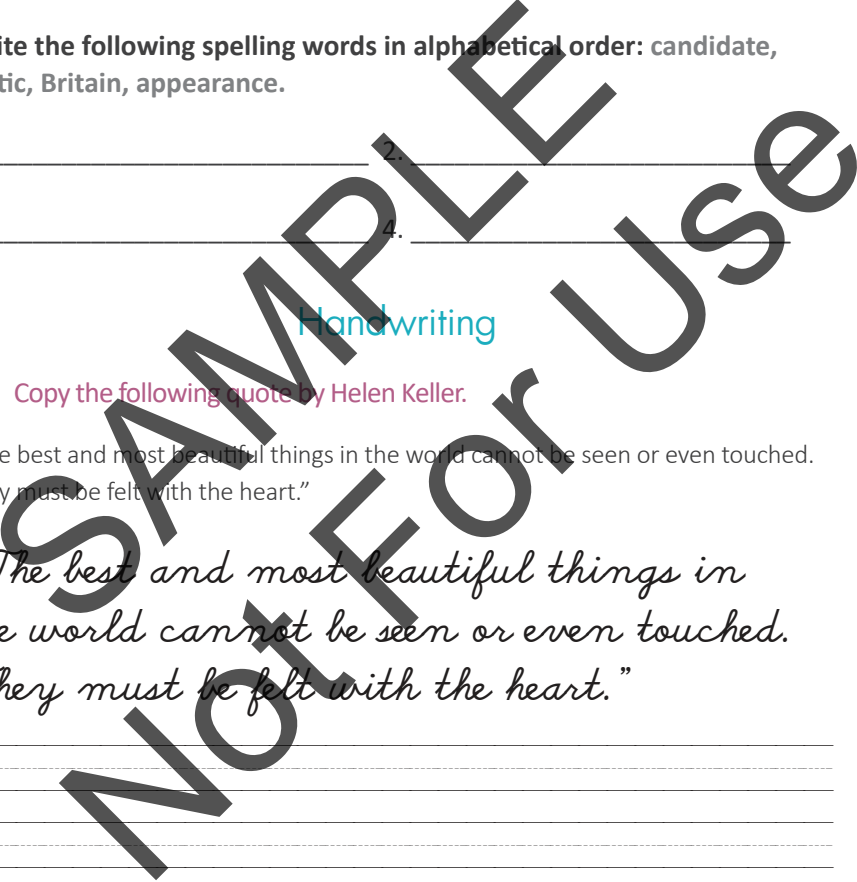 ite the following spelling words in alphabetical order: candidate,
tic, Britain, appearance.
2.
4.
Handwriting
Copy the following quote by Helen Keller.
e best and most beautiful things in the world cannot be seen or even touched.
y must be felt with the heart.”
The best and most beautiful things in
e world cannot be seen or even touched.
hey must be felt with the heart.”
SAMPLE
Not For Use